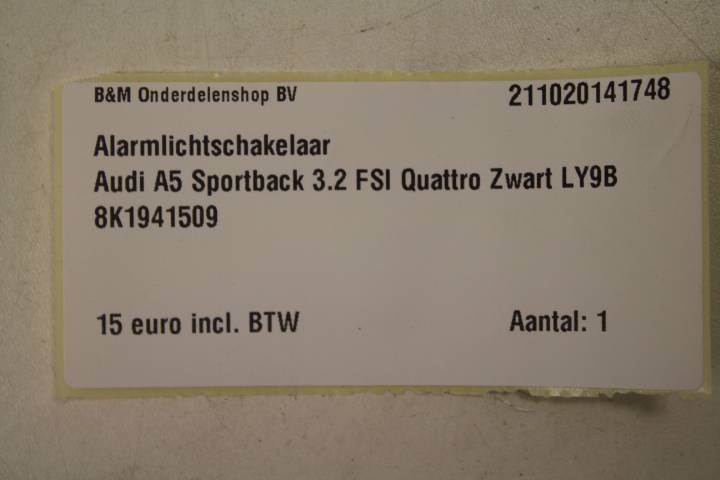 B&M Onderdelenshop BV
211020141748
Alarmlichtschakelaar
Audi A5 Sportback 3.2 FSI Quattro Zwart LY9B
8K1941509
15 euro incl. BTW
Aantal: 1